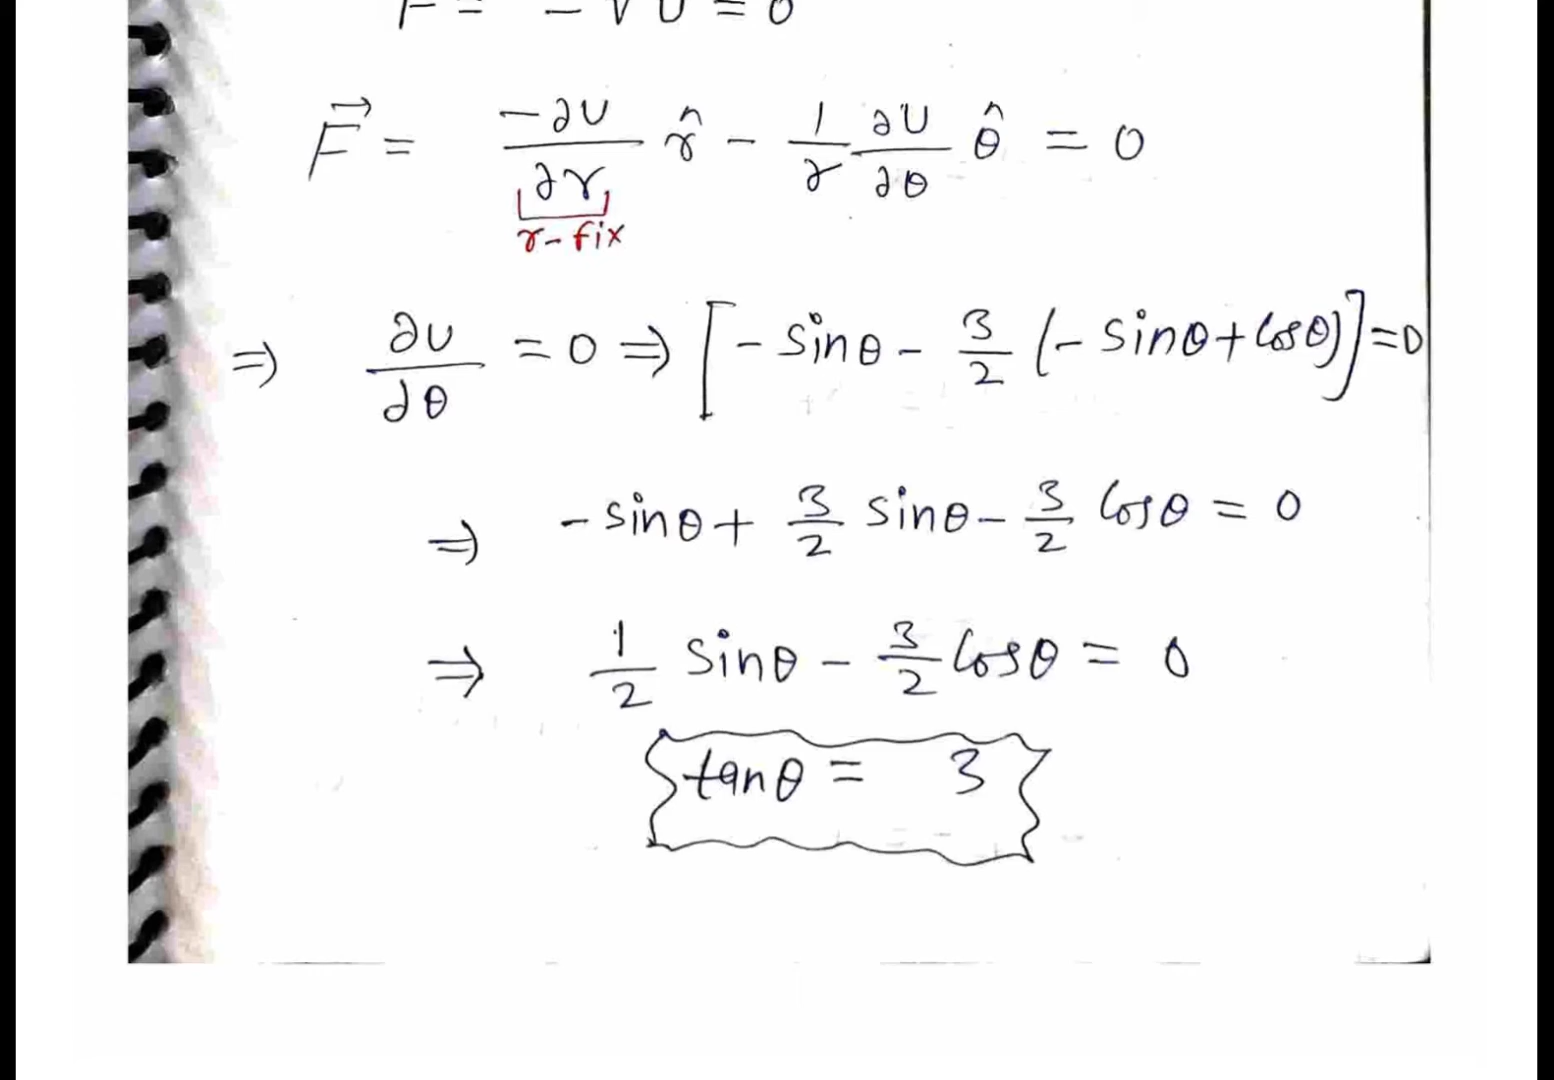 F = - ∇U = 0
F⃗ = -∂U/∂r r̂ - 1/r ∂U/∂θ θ̂ = 0
r-fix
⇒ ∂U/∂θ = 0 ⇒ [-sinθ - 3/2 (-sinθ + cosθ)] = 0
⇒ -sinθ + 3/2 sinθ - 3/2 cosθ = 0
⇒ 1/2 sinθ - 3/2 cosθ = 0
tanθ = 3